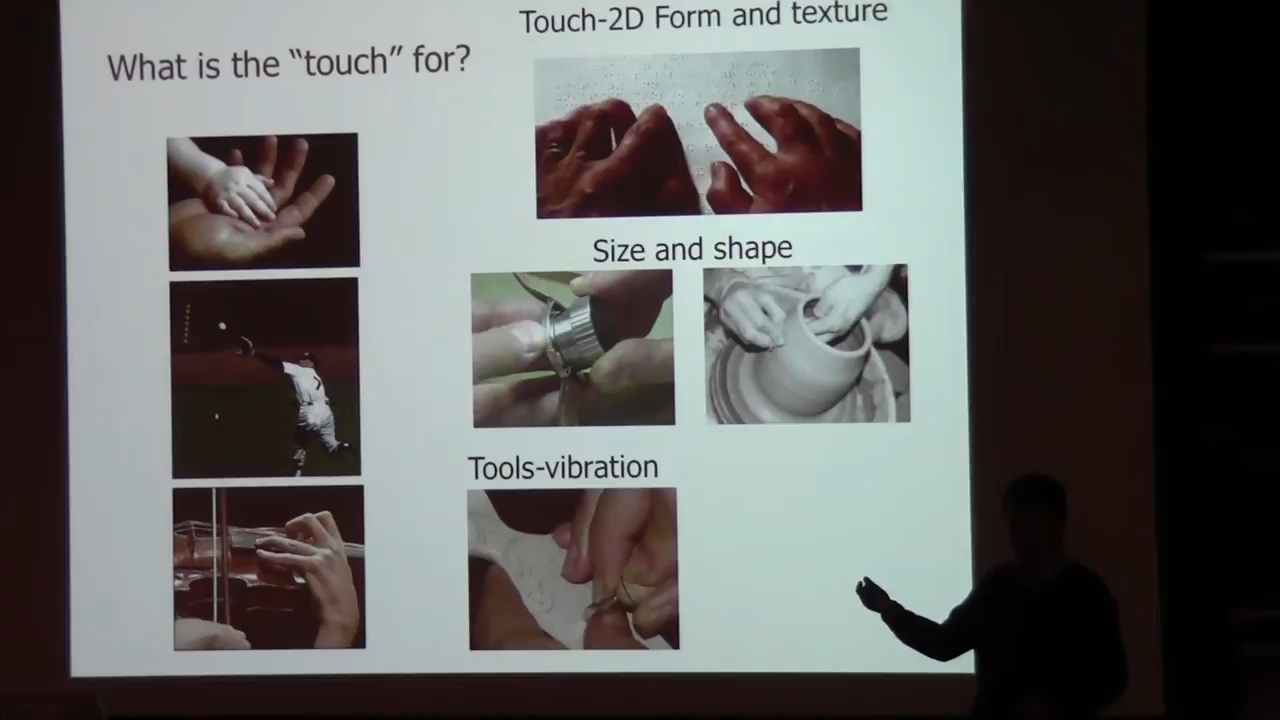 What is the “touch” for?
Touch-2D Form and texture
Size and shape
Tools-vibration